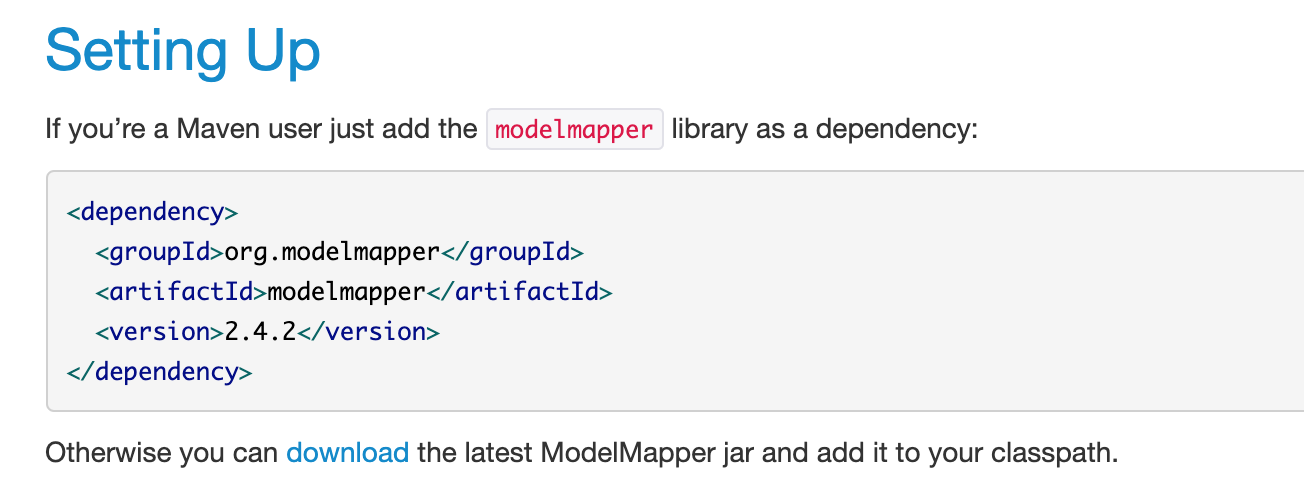 Setting Up
If you’re a Maven user just add the modelmapper library as a dependency:
<dependency>
  <groupId>org.modelmapper</groupId>
  <artifactId>modelmapper</artifactId>
  <version>2.4.2</version>
</dependency>
Otherwise you can download the latest ModelMapper jar and add it to your classpath.